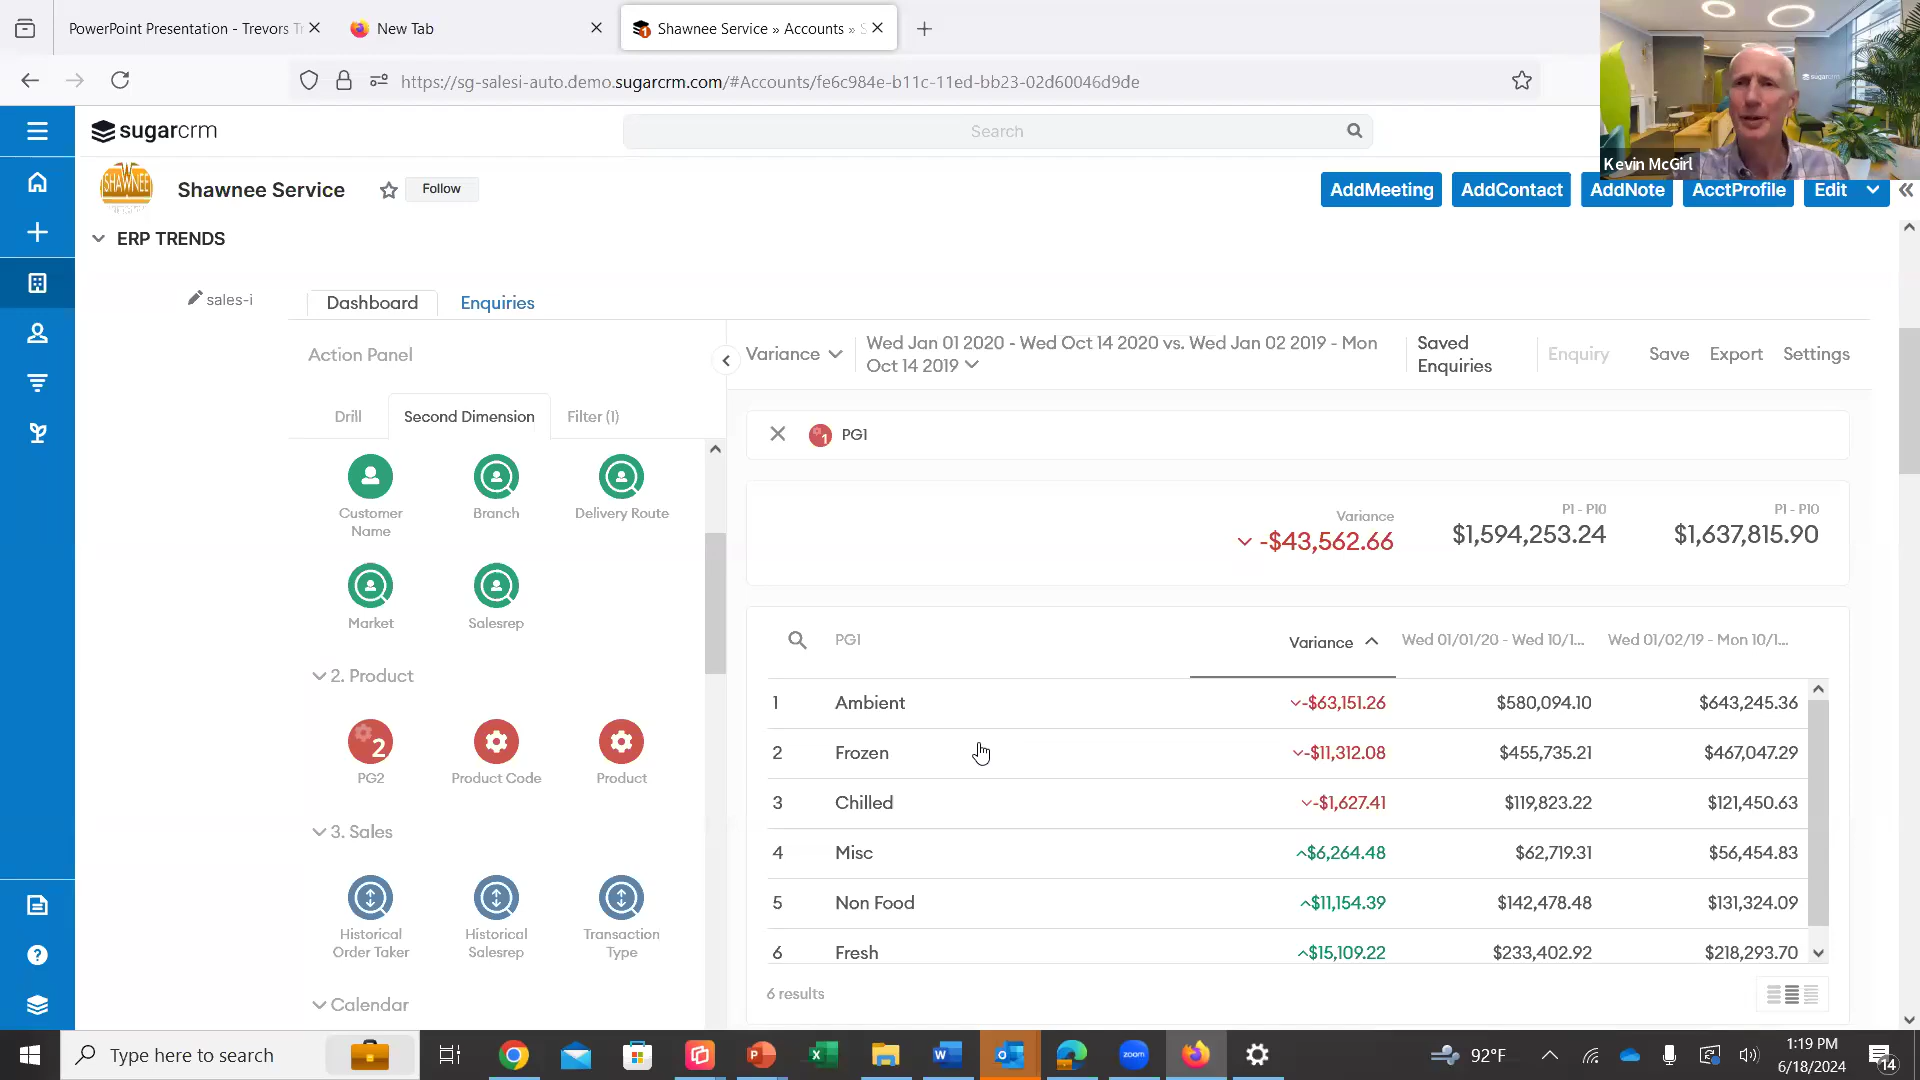 PowerPoint Presentation - Trevors Tr
New Tab
Shawnee Service » Accounts » S
https://sg-salesi-auto.demo.sugarcrm.com/#Accounts/fe6c984e-b11c-11ed-bb23-02d60046d9de
sugarcrm
Search
sugarcrm
Kevin McGirl
SHAWNEE
Shawnee Service
Follow
AddMeeting
AddContact
AddNote
AcctProfile
Edit
ERP TRENDS
sales-i
Dashboard
Enquiries
Action Panel
Variance
Wed Jan 01 2020 - Wed Oct 14 2020 vs. Wed Jan 02 2019 - Mon
Oct 14 2019
Saved
Enquiries
Enquiry
Save
Export
Settings
Drill
Second Dimension
Filter (1)
Customer
Name
Branch
Delivery Route
Market
Salesrep
2. Product
2
PG2
Product Code
Product
3. Sales
Historical
Order Taker
Historical
Salesrep
Transaction
Type
Calendar
1
PG1
Variance
P1 - P10
P1 - P10
-$43,562.66
$1,594,253.24
$1,637,815.90
PG1
Variance
Wed 01/01/20 - Wed 10/1...
Wed 01/02/19 - Mon 10/1...
1 Ambient -$63,151.26 $580,094.10 $643,245.36
2 Frozen -$11,312.08 $455,735.21 $467,047.29
3 Chilled -$1,627.41 $119,823.22 $121,450.63
4 Misc $6,264.48 $62,719.31 $56,454.83
5 Non Food $11,154.39 $142,478.48 $131,324.09
6 Fresh $15,109.22 $233,402.92 $218,293.70
6 results
Type here to search
zoom
92°F
1:19 PM
6/18/2024
14